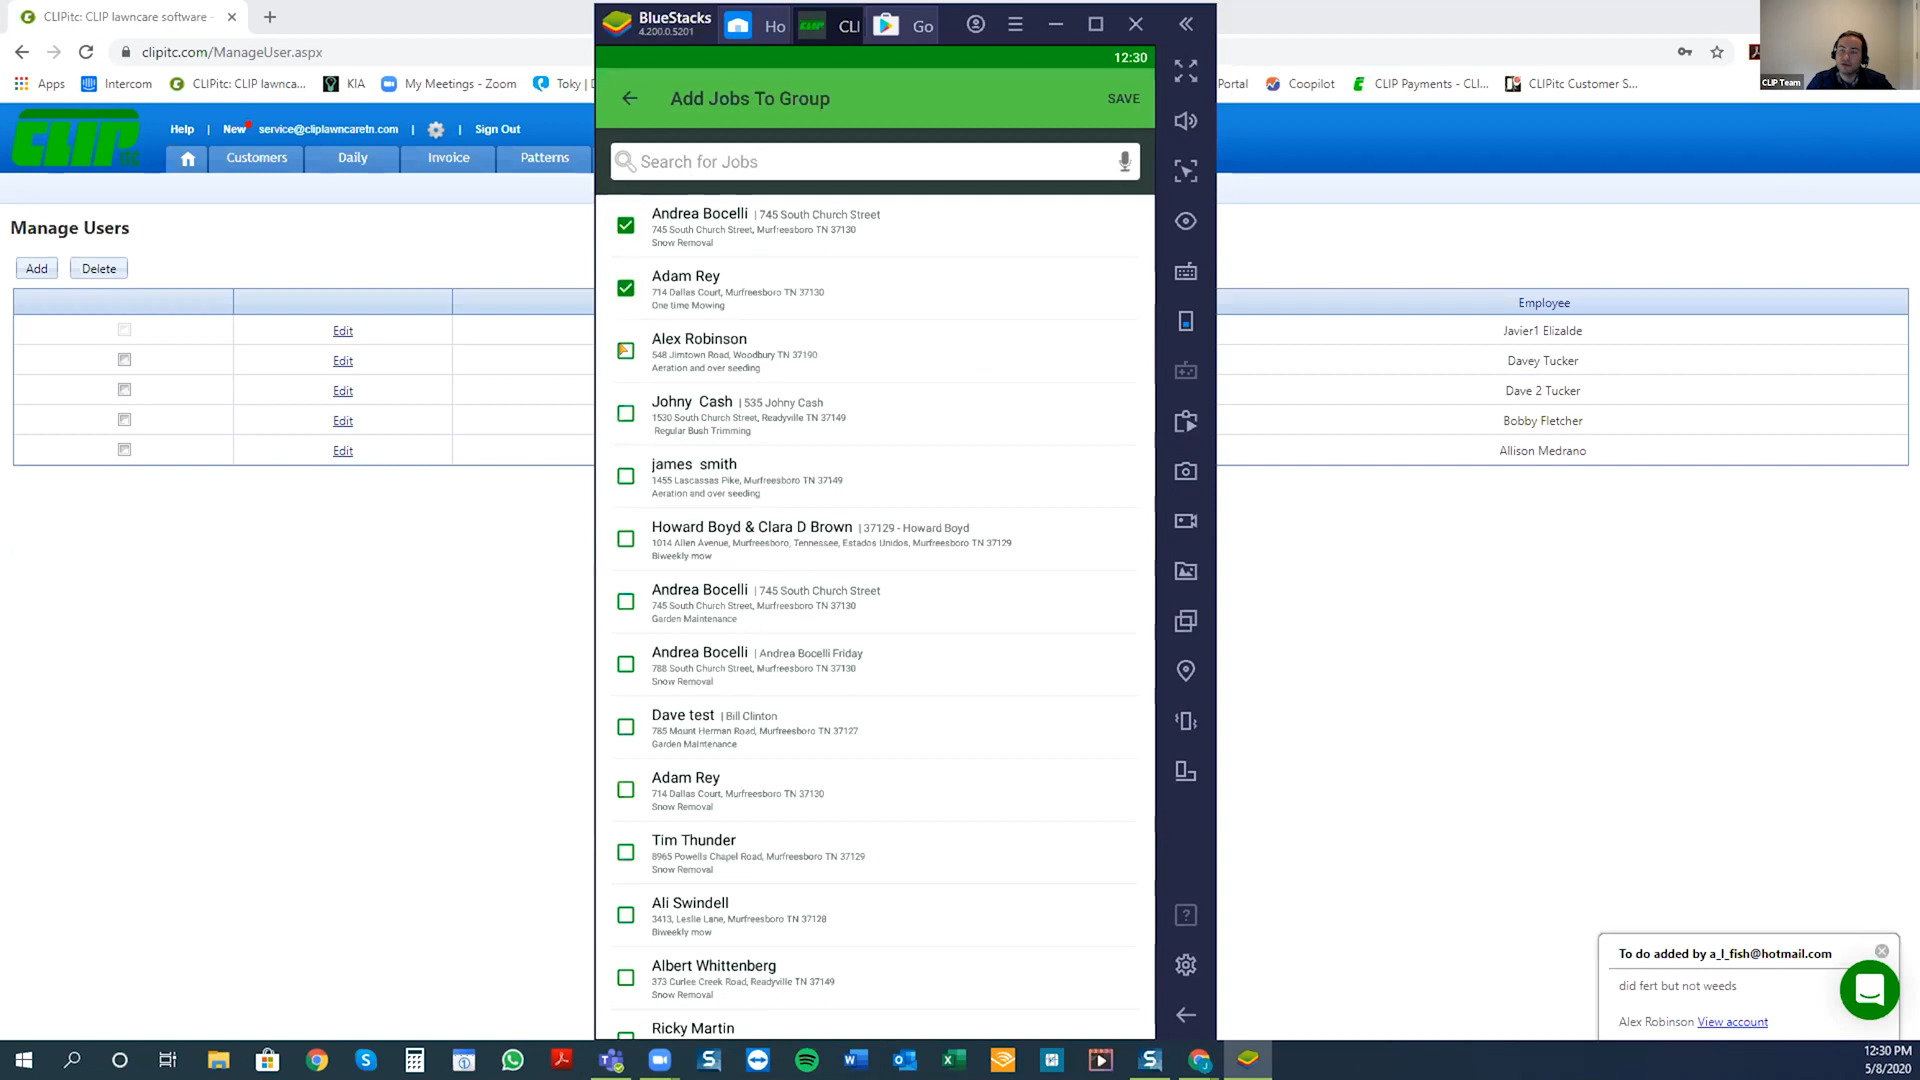 CLIPitc: CLIP lawncare software -
clipitc.com/ManageUser.aspx
Apps
Intercom
CLIPitc: CLIP lawnca...
KIA
My Meetings - Zoom
Toky |
Portal
Coopilot
CLIP Payments - CLI...
CLIPitc Customer S...
CLIP Team
CLIP
ITC
Help | New service@cliplawncaretn.com | | Sign Out
Customers
Daily
Invoice
Patterns
Manage Users
Add
Delete
Employee
Edit
Javier1 Elizalde
Edit
Davey Tucker
Edit
Dave 2 Tucker
Edit
Bobby Fletcher
Edit
Allison Medrano
BlueStacks
4.200.0.5201
Ho
CLIP
CLI
Go
12:30
Add Jobs To Group
SAVE
Search for Jobs
Andrea Bocelli | 745 South Church Street
745 South Church Street, Murfreesboro TN 37130
Snow Removal
Adam Rey
714 Dallas Court, Murfreesboro TN 37130
One time Mowing
Alex Robinson
548 Jimtown Road, Woodbury TN 37190
Aeration and over seeding
Johny Cash | 535 Johny Cash
1530 South Church Street, Readyville TN 37149
Regular Bush Trimming
james smith
1455 Lascassas Pike, Murfreesboro TN 37149
Aeration and over seeding
Howard Boyd & Clara D Brown | 37129 - Howard Boyd
1014 Allen Avenue, Murfreesboro, Tennessee, Estados Unidos, Murfreesboro TN 37129
Biweekly mow
Andrea Bocelli | 745 South Church Street
745 South Church Street, Murfreesboro TN 37130
Garden Maintenance
Andrea Bocelli | Andrea Bocelli Friday
788 South Church Street, Murfreesboro TN 37130
Snow Removal
Dave test | Bill Clinton
785 Mount Herman Road, Murfreesboro TN 37127
Garden Maintenance
Adam Rey
714 Dallas Court, Murfreesboro TN 37130
Snow Removal
Tim Thunder
8965 Powells Chapel Road, Murfreesboro TN 37129
Snow Removal
Ali Swindell
3413, Leslie Lane, Murfreesboro TN 37128
Biweekly mow
Albert Whittenberg
373 Curlee Creek Road, Readyville TN 37149
Snow Removal
Ricky Martin
To do added by a_l_fish@hotmail.com
did fert but not weeds
Alex Robinson View account
12:30 PM
5/8/2020